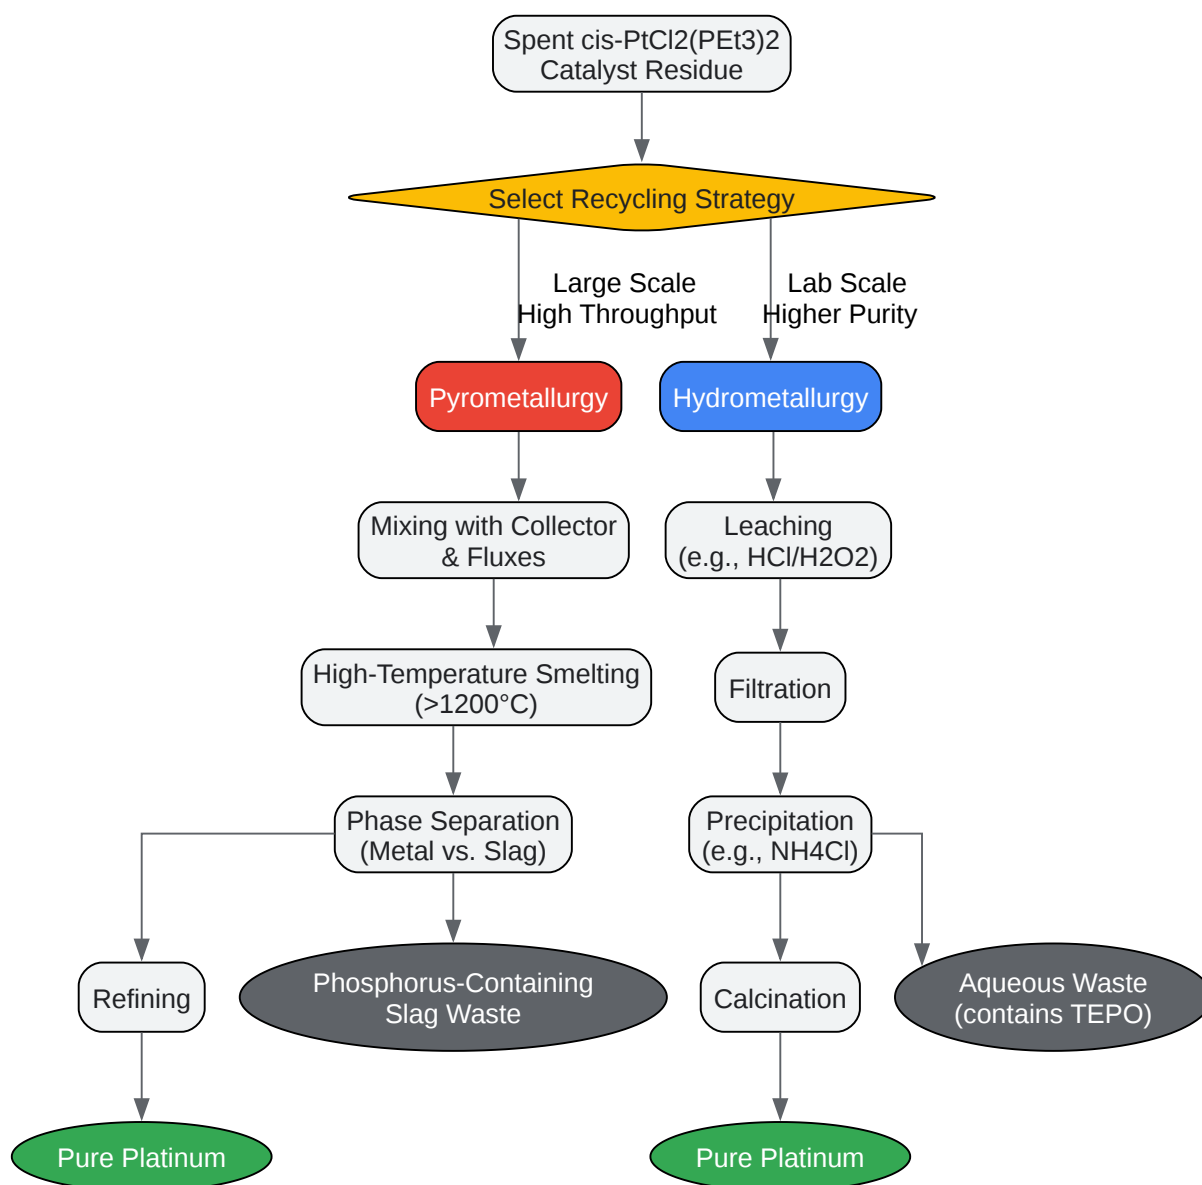 Spent cis-PtCl2(PEt3)2
Catalyst Residue
Select Recycling Strategy
Large Scale
High Throughput
Lab Scale
Higher Purity
Pyrometallurgy
Hydrometallurgy
Mixing with Collector
& Fluxes
Leaching
(e.g., HCl/H2O2)
High-Temperature Smelting
(>1200°C)
Filtration
Phase Separation
(Metal vs. Slag)
Precipitation
(e.g., NH4Cl)
Refining
Phosphorus-Containing
Slag Waste
Calcination
Aqueous Waste
(contains TEPO)
Pure Platinum
Pure Platinum